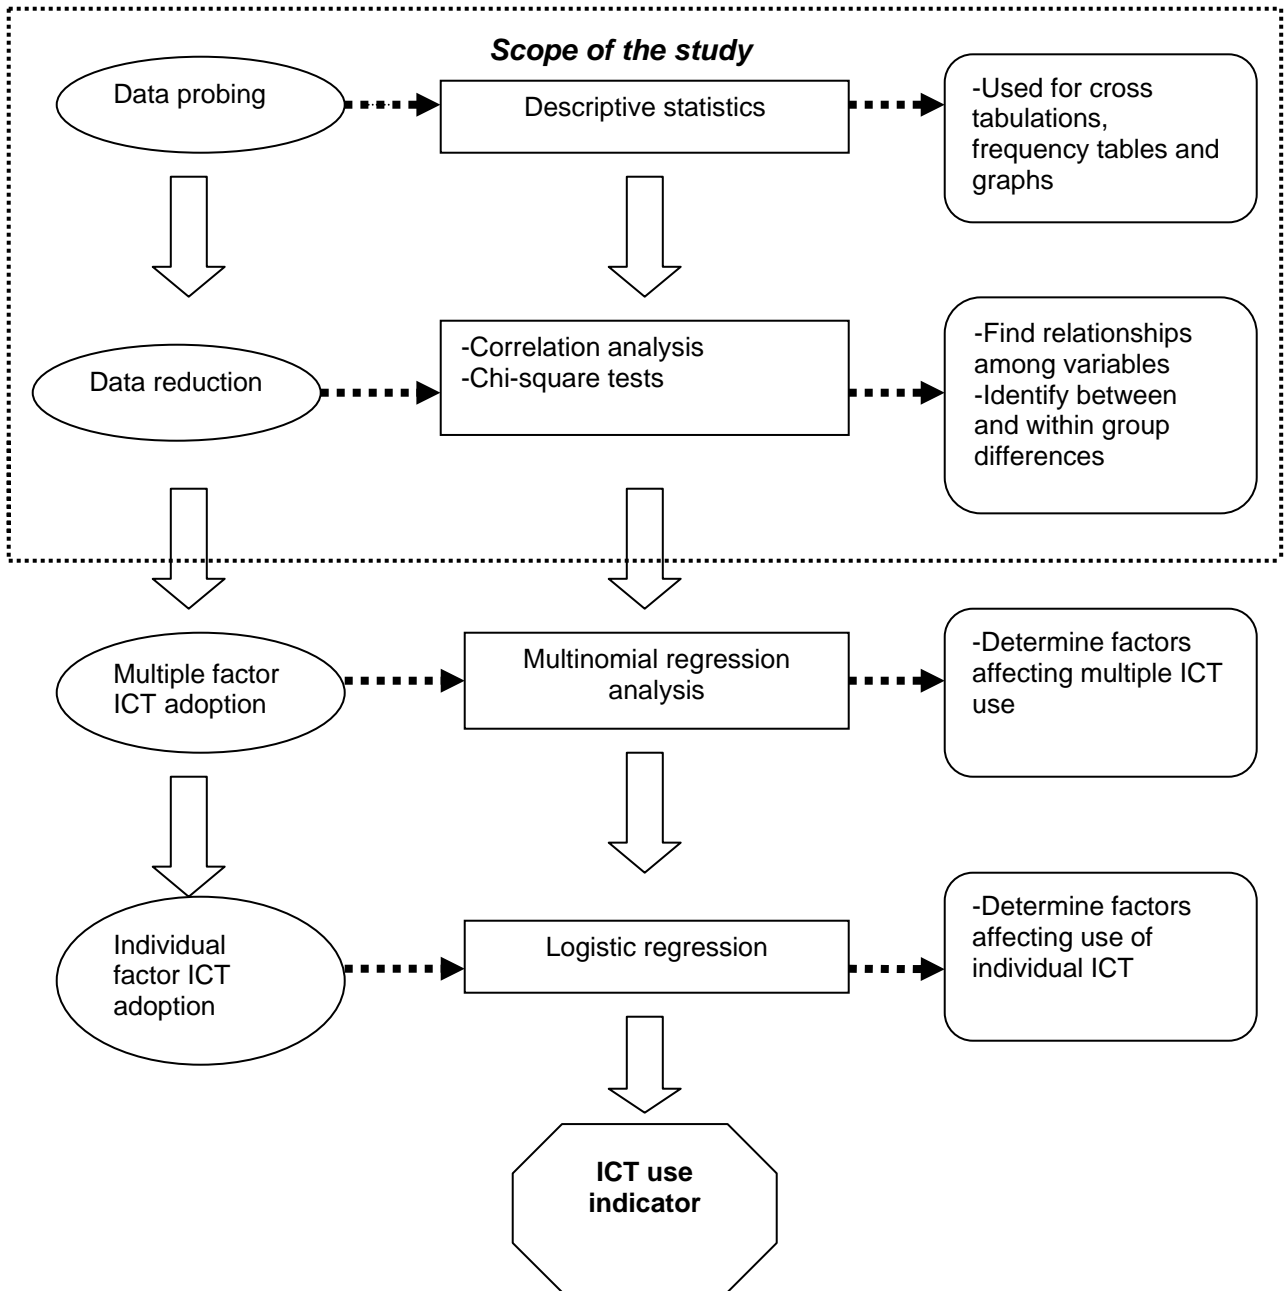 Scope of the study
Data probing
Descriptive statistics
-Used for cross
tabulations,
frequency tables and
graphs
Data reduction
-Correlation analysis
-Chi-square tests
-Find relationships
among variables
-Identify between
and within group
differences
Multiple factor
ICT adoption
Multinomial regression
analysis
-Determine factors
affecting multiple ICT
use
Individual
factor ICT
adoption
Logistic regression
-Determine factors
affecting use of
individual ICT
ICT use
indicator